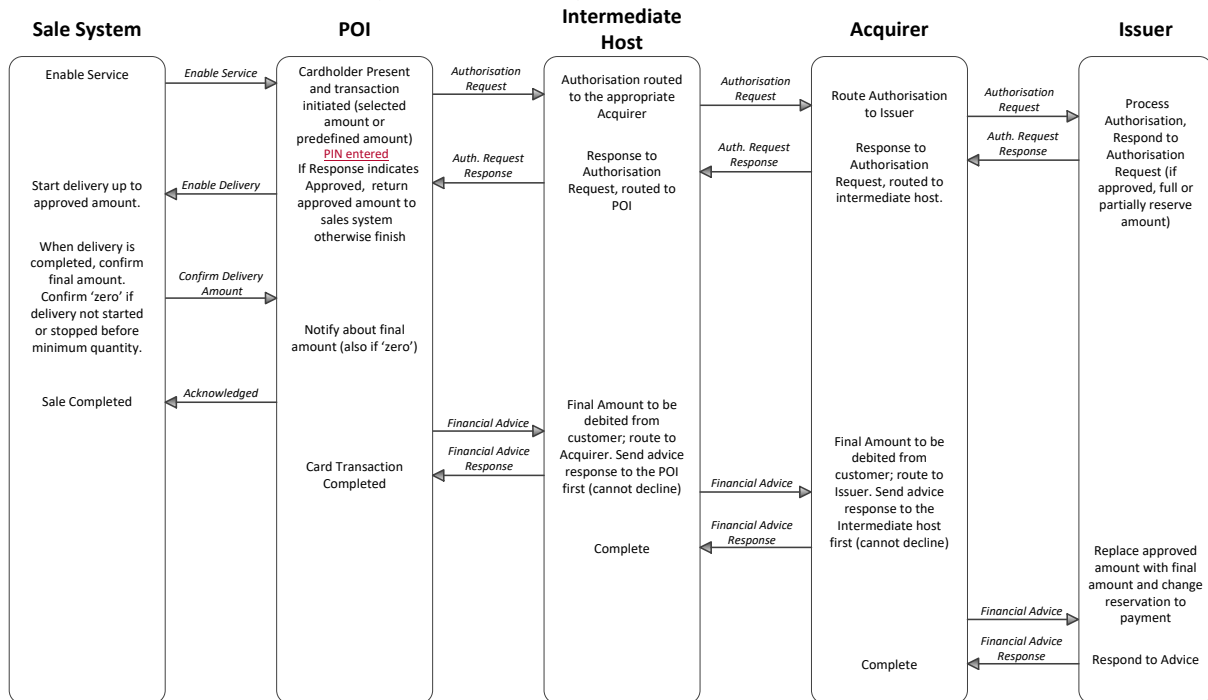 Sale System
POI
Intermediate
Host
Acquirer
Issuer
Enable Service
Enable Service
Cardholder Present
and transaction
initiated (selected
amount or
predefined amount)
PIN entered
If Response indicates
Approved,  return
approved amount to
sales system
otherwise finish
Authorisation
Request
Authorisation routed
to the appropriate
Acquirer
Authorisation
Request
Route Authorisation
to Issuer
Authorisation
Request
Process
Authorisation,
Respond to
Authorisation
Request (if
approved, full or
partially reserve
amount)
Auth. Request
Response
Response to
Authorisation
Request, routed to
intermediate host.
Auth. Request
Response
Response to
Authorisation
Request, routed
to POI
Auth. Request
Response
Enable Delivery
Start delivery up to
approved amount.
When delivery is
completed, confirm
final amount.
Confirm ‘zero’ if
delivery not started
or stopped before
minimum quantity.
Confirm Delivery
Amount
Notify about final
amount (also if ‘zero’)
Acknowledged
Sale Completed
Financial Advice
Final Amount to be
debited from
customer; route to
Acquirer. Send advice
response to the POI
first (cannot decline)
Financial Advice
Response
Card Transaction
Completed
Financial Advice
Final Amount to be
debited from
customer; route to
Issuer. Send advice
response to the
Intermediate host
first (cannot decline)
Financial Advice
Response
Complete
Replace approved
amount with final
amount and change
reservation to
payment
Financial Advice
Financial Advice
Response
Complete
Respond to Advice